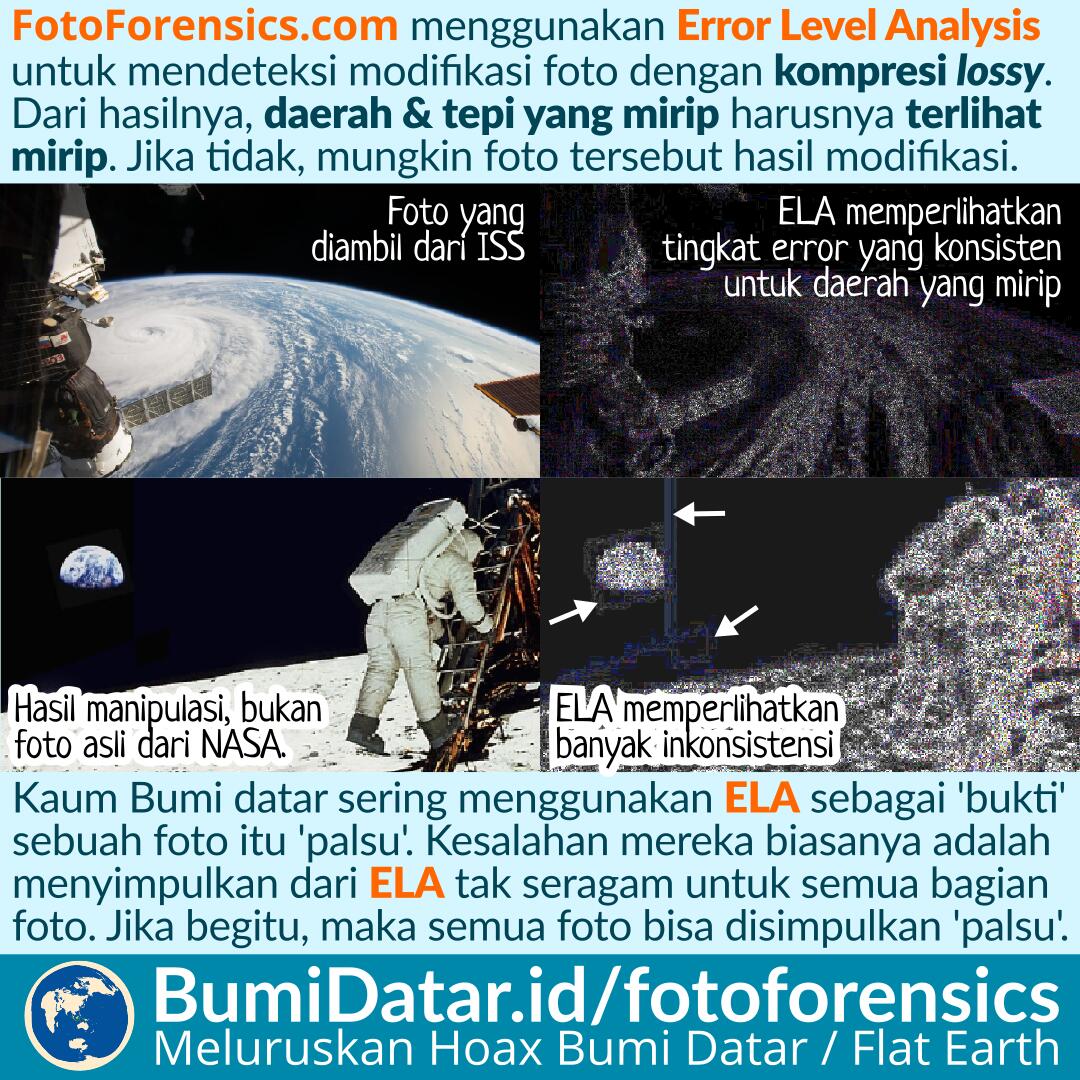 FotoForensics.com menggunakan Error Level Analysis
untuk mendeteksi modifikasi foto dengan kompresi lossy.
Dari hasilnya, daerah & tepi yang mirip harusnya terlihat
mirip. Jika tidak, mungkin foto tersebut hasil modifikasi.
Foto yang
diambil dari ISS
ELA memperlihatkan
tingkat error yang konsisten
untuk daerah yang mirip
Hasil manipulasi, bukan
foto asli dari NASA.
ELA memperlihatkan
banyak inkonsistensi
Kaum Bumi datar sering menggunakan ELA sebagai 'bukti'
sebuah foto itu 'palsu'. Kesalahan mereka biasanya adalah
menyimpulkan dari ELA tak seragam untuk semua bagian
foto. Jika begitu, maka semua foto bisa disimpulkan 'palsu'.
BumiDatar.id/fotoforensics
Meluruskan Hoax Bumi Datar / Flat Earth